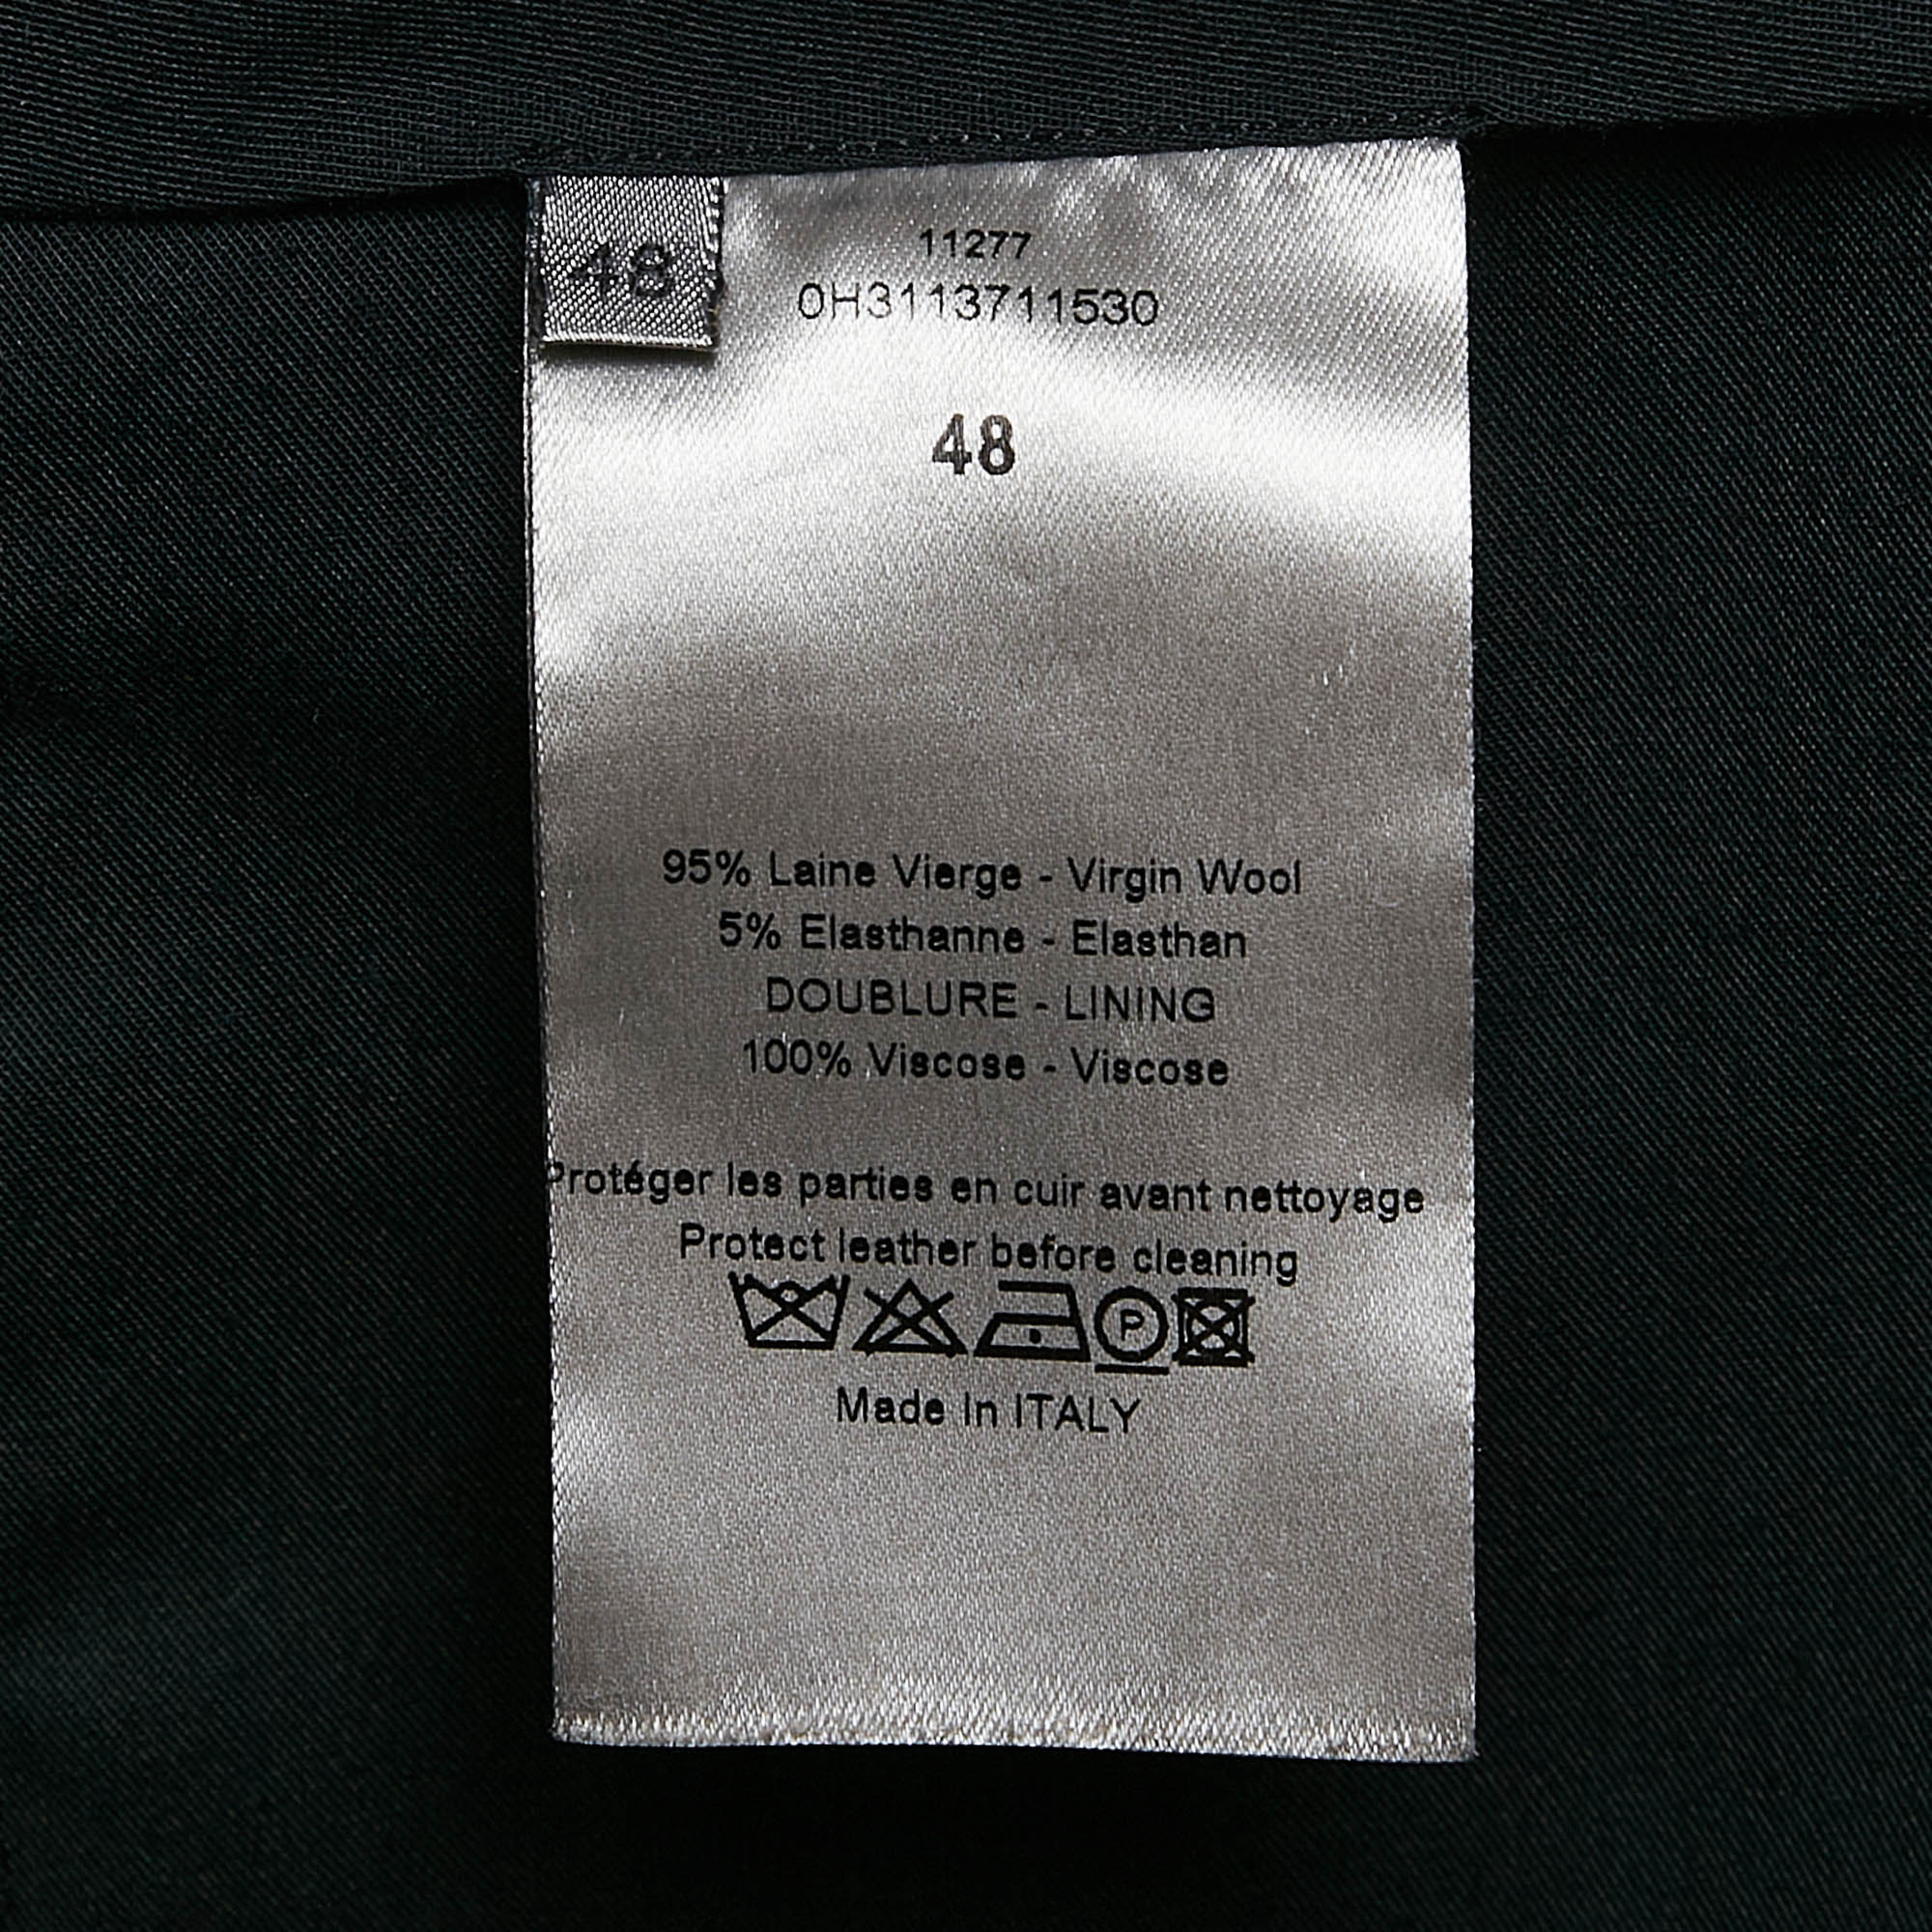 48
11277
0H3113711530
48
95% Laine Vierge - Virgin Wool
5% Elasthanne - Elasthan
DOUBLURE - LINING
100% Viscose - Viscose
Protéger les parties en cuir avant nettoyage
Protect leather before cleaning
P
Made In ITALY